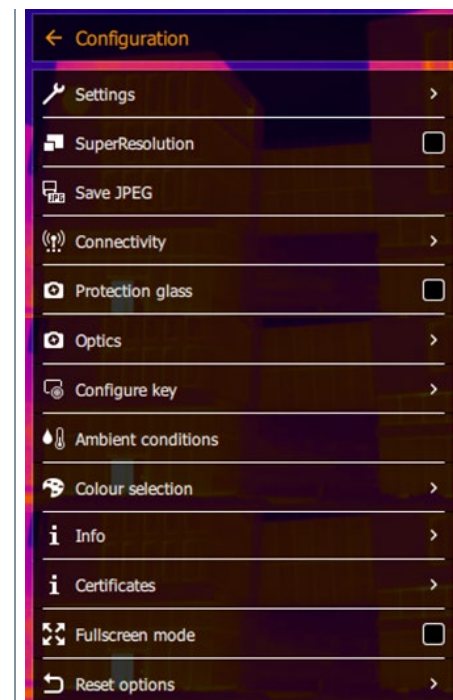 Configuration
Settings
SuperResolution
JPG
Save JPEG
Connectivity
Protection glass
Optics
Configure key
Ambient conditions
Colour selection
Info
Certificates
Fullscreen mode
Reset options